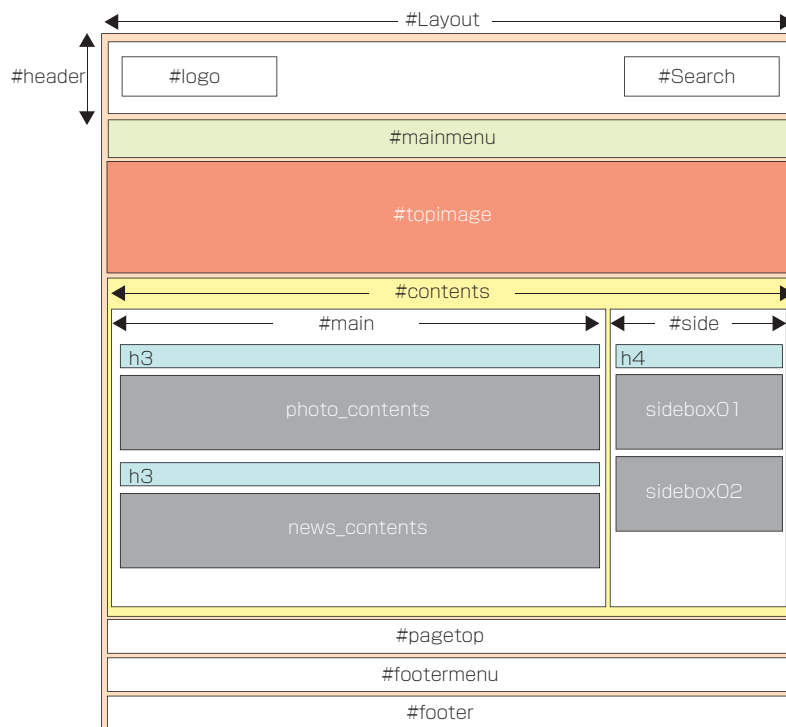 #Layout
#header
#logo
#Search
#mainmenu
#topimage
#contents
#main
#side
h3
h4
photo_contents
sidebox01
h3
sidebox02
news_contents
#pagetop
#footermenu
#footer